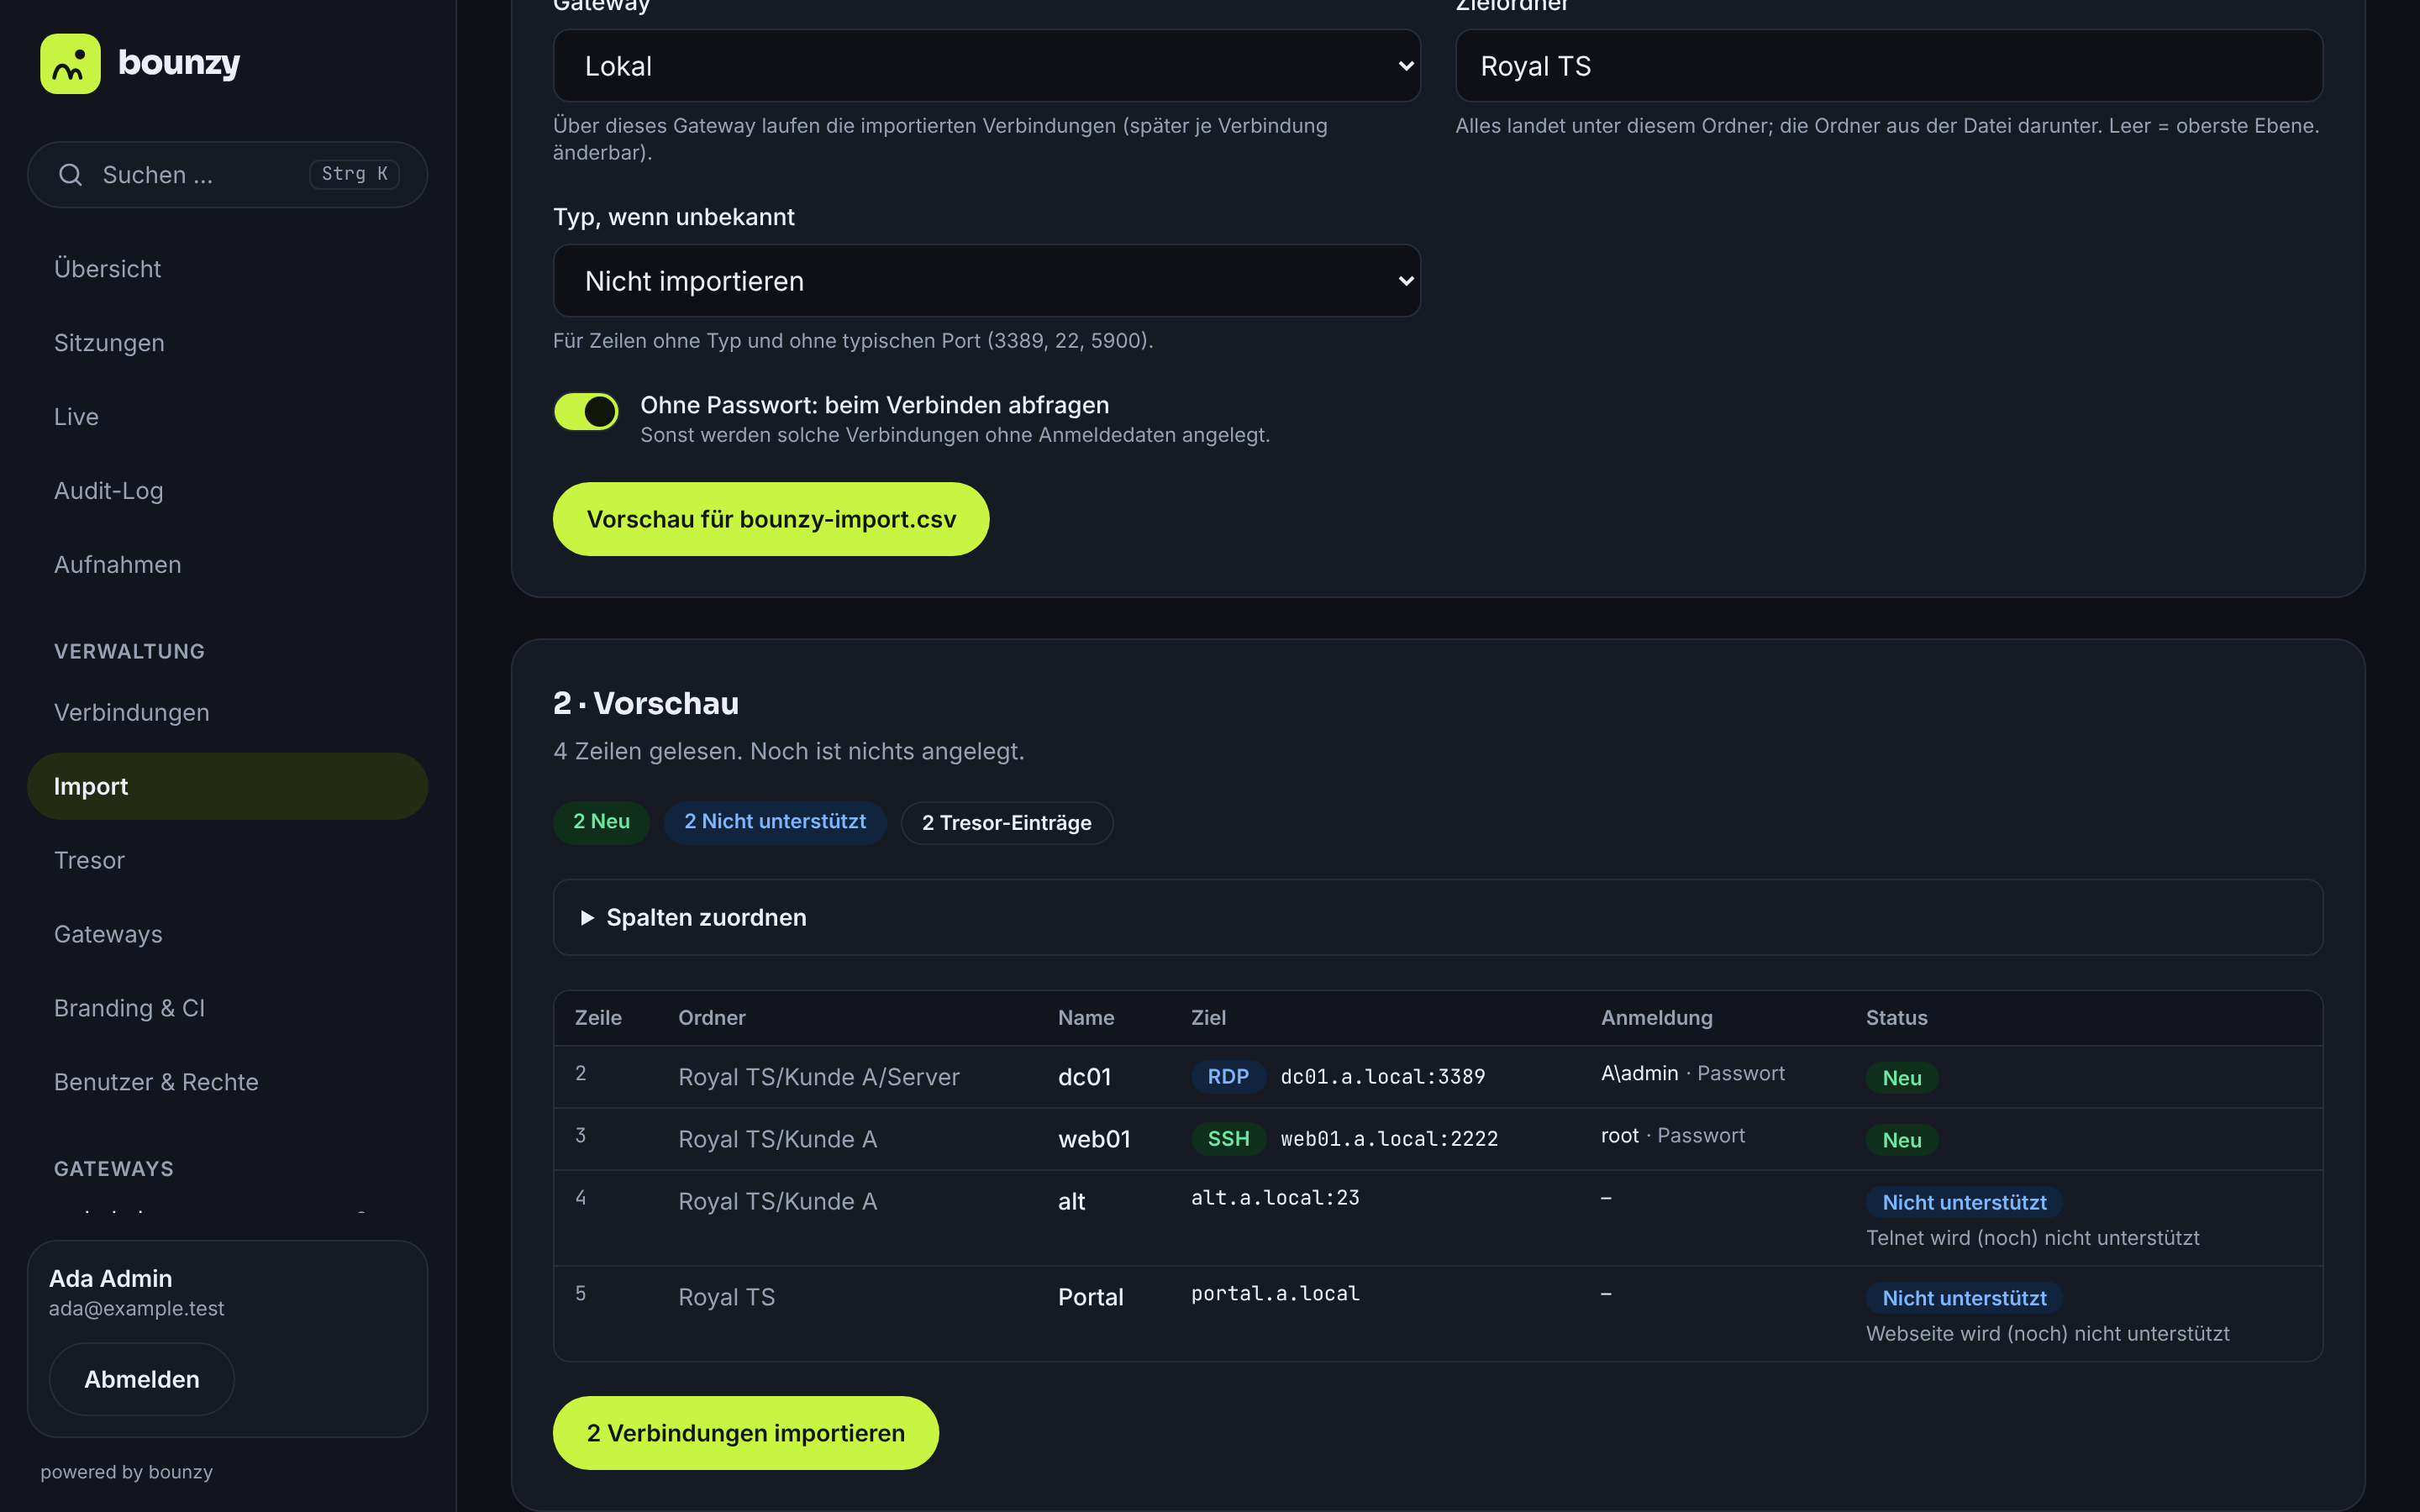 bounzy
Suchen ...
Strg K
Übersicht
Sitzungen
Live
Audit-Log
Aufnahmen
VERWALTUNG
Verbindungen
Import
Tresor
Gateways
Branding & CI
Benutzer & Rechte
GATEWAYS
Ada Admin
ada@example.test
Abmelden
powered by bounzy
Gateway
Lokal
Über dieses Gateway laufen die importierten Verbindungen (später je Verbindung
änderbar).
Zielordner
Royal TS
Alles landet unter diesem Ordner; die Ordner aus der Datei darunter. Leer = oberste Ebene.
Typ, wenn unbekannt
Nicht importieren
Für Zeilen ohne Typ und ohne typischen Port (3389, 22, 5900).
Ohne Passwort: beim Verbinden abfragen
Sonst werden solche Verbindungen ohne Anmeldedaten angelegt.
Vorschau für bounzy-import.csv
2 · Vorschau
4 Zeilen gelesen. Noch ist nichts angelegt.
2 Neu
2 Nicht unterstützt
2 Tresor-Einträge
Spalten zuordnen
Zeile Ordner Name Ziel Anmeldung Status
2 Royal TS/Kunde A/Server dc01 RDP dc01.a.local:3389 A\admin · Passwort Neu
3 Royal TS/Kunde A web01 SSH web01.a.local:2222 root · Passwort Neu
4 Royal TS/Kunde A alt alt.a.local:23 – Nicht unterstützt
Telnet wird (noch) nicht unterstützt
5 Royal TS Portal portal.a.local – Nicht unterstützt
Webseite wird (noch) nicht unterstützt
2 Verbindungen importieren